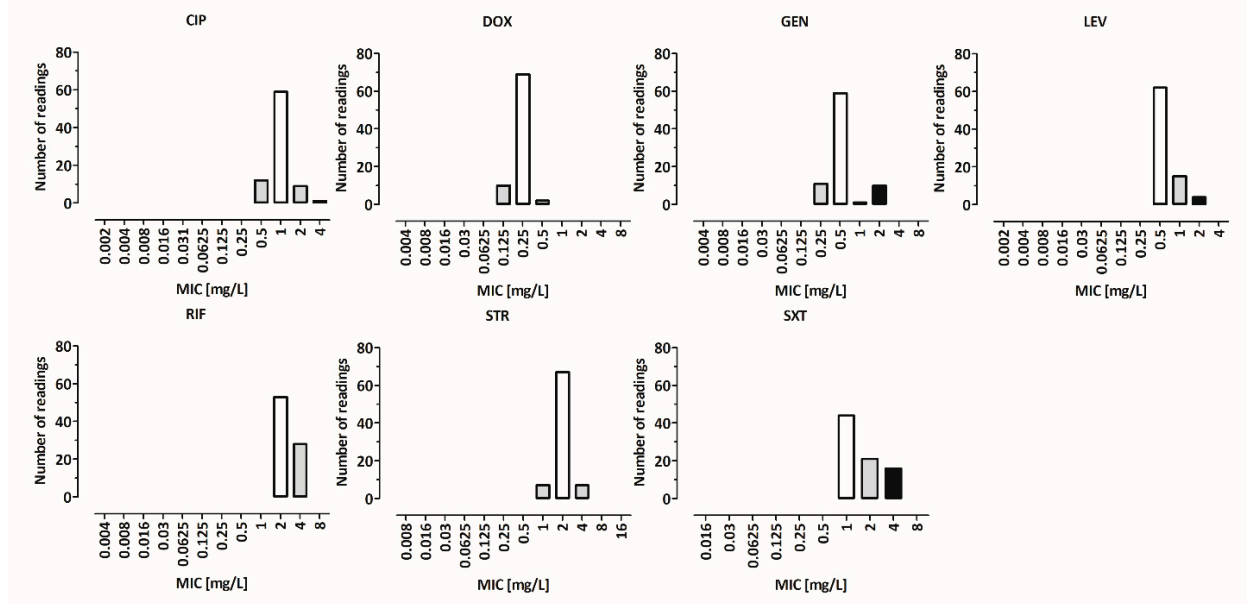 CIP
DOX
GEN
LEV
Number of readings
80
60
40
20
0
0.002 0.004 0.008 0.016 0.031 0.0625 0.125 0.25 0.5 1 2 4
MIC [mg/L]
Number of readings
80
60
40
20
0
0.004 0.008 0.016 0.03 0.0625 0.125 0.25 0.5 1 2 4 8
MIC [mg/L]
Number of readings
80
60
40
20
0
0.004 0.008 0.016 0.03 0.0625 0.125 0.25 0.5 1 2 4 8
MIC [mg/L]
Number of readings
80
60
40
20
0
0.002 0.004 0.008 0.016 0.03 0.0625 0.125 0.25 0.5 1 2 4
MIC [mg/L]
RIF
STR
SXT
Number of readings
80
60
40
20
0
0.004 0.008 0.016 0.03 0.0625 0.125 0.25 0.5 1 2 4 8
MIC [mg/L]
Number of readings
80
60
40
20
0
0.008 0.016 0.03 0.0625 0.125 0.25 0.5 1 2 4 8 16
MIC [mg/L]
Number of readings
80
60
40
20
0
0.016 0.03 0.0625 0.125 0.25 0.5 1 2 4 8
MIC [mg/L]